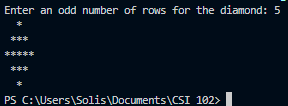 Enter an odd number of rows for the diamond: 5
  *
 ***
*****
 ***
  *
PS C:\Users\Solis\Documents\CSI 102>